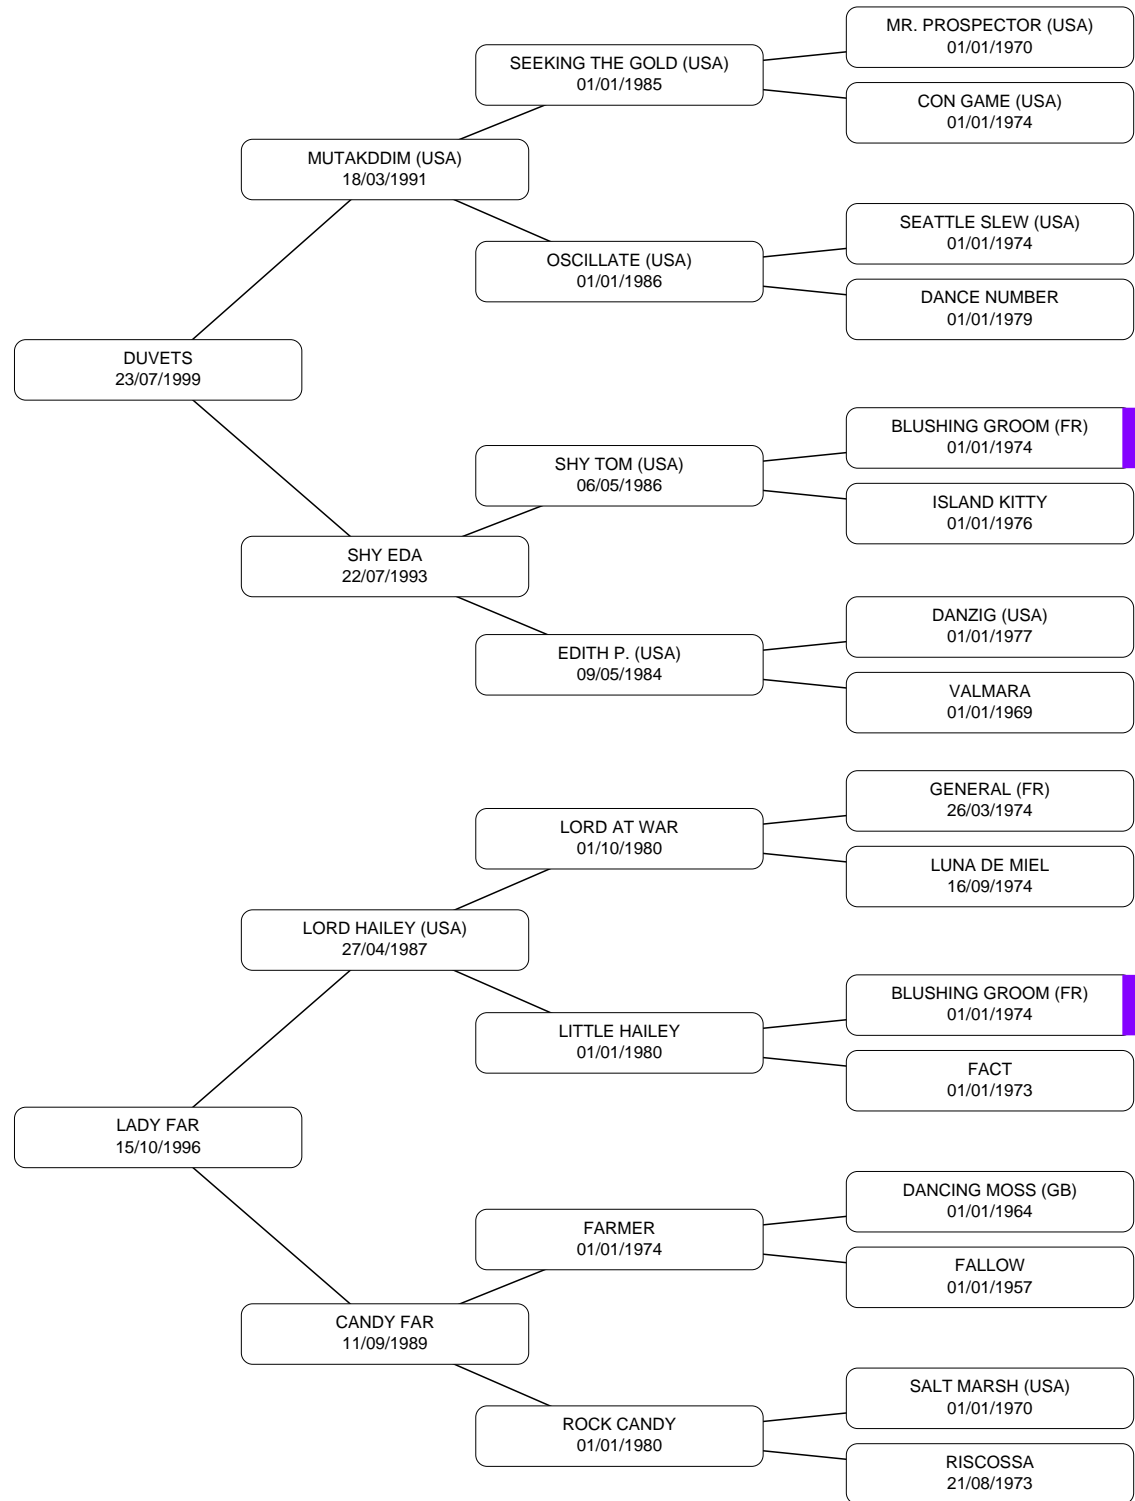 MR. PROSPECTOR (USA)
01/01/1970
SEEKING THE GOLD (USA)
01/01/1985
CON GAME (USA)
01/01/1974
MUTAKDDIM (USA)
18/03/1991
SEATTLE SLEW (USA)
01/01/1974
OSCILLATE (USA)
01/01/1986
DANCE NUMBER
01/01/1979
DUVETS
23/07/1999
BLUSHING GROOM (FR)
01/01/1974
SHY TOM (USA)
06/05/1986
ISLAND KITTY
01/01/1976
SHY EDA
22/07/1993
DANZIG (USA)
01/01/1977
EDITH P. (USA)
09/05/1984
VALMARA
01/01/1969
GENERAL (FR)
26/03/1974
LORD AT WAR
01/10/1980
LUNA DE MIEL
16/09/1974
LORD HAILEY (USA)
27/04/1987
BLUSHING GROOM (FR)
01/01/1974
LITTLE HAILEY
01/01/1980
FACT
01/01/1973
LADY FAR
15/10/1996
DANCING MOSS (GB)
01/01/1964
FARMER
01/01/1974
FALLOW
01/01/1957
CANDY FAR
11/09/1989
SALT MARSH (USA)
01/01/1970
ROCK CANDY
01/01/1980
RISCOSSA
21/08/1973